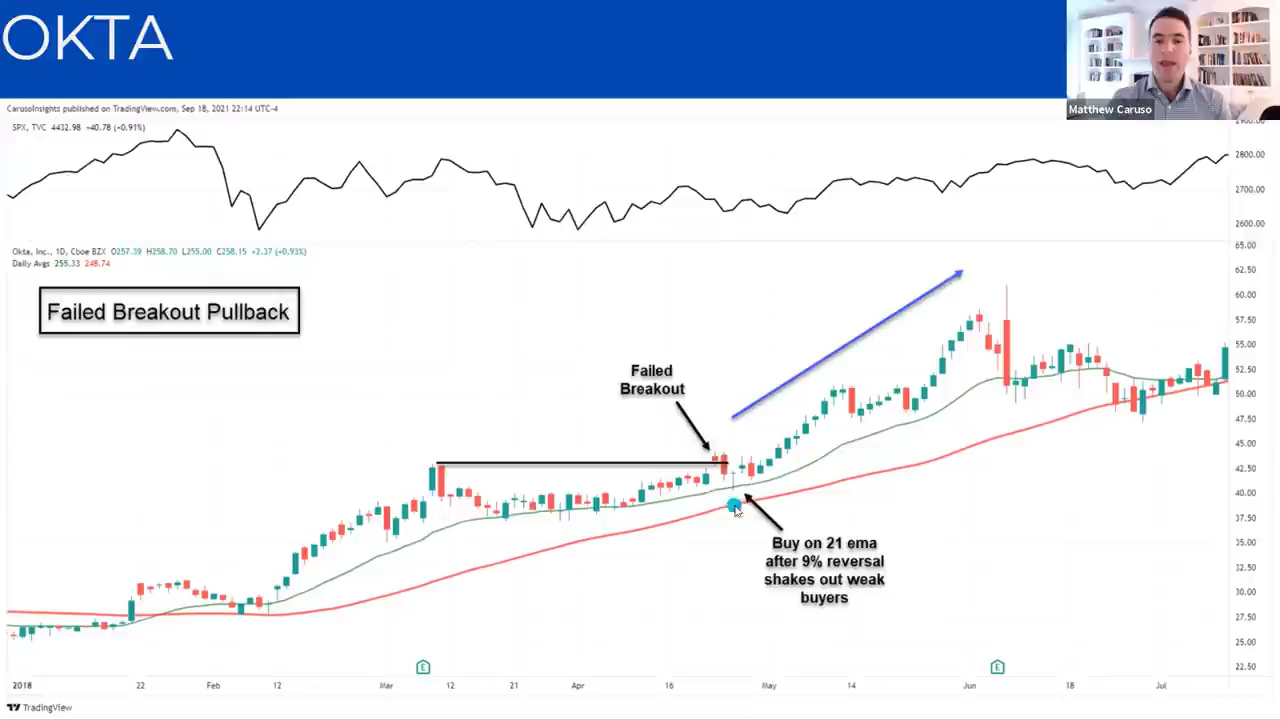 OKTA
Matthew Caruso
CarusoInsights published on TradingView.com, Sep 18, 2021 22:14 UTC-4
SPX, TVC 4432.98 +40.78 (+0.91%)
2900.00
2800.00
2700.00
2600.00
Okta, Inc., 1D, Cboe BZX O257.39 H258.70 L255.00 C258.15 +2.37 (+0.93%)
Daily Avgs 255.33 248.74
Failed Breakout Pullback
Failed
Breakout
Buy on 21 ema
after 9% reversal
shakes out weak
buyers
65.00
62.50
60.00
57.50
55.00
52.50
50.00
47.50
45.00
42.50
40.00
37.50
35.00
32.50
30.00
27.50
25.00
22.50
E
E
2018 22 Feb 12 Mar 12 21 Apr 16 May 14 Jun 18 Jul
TradingView